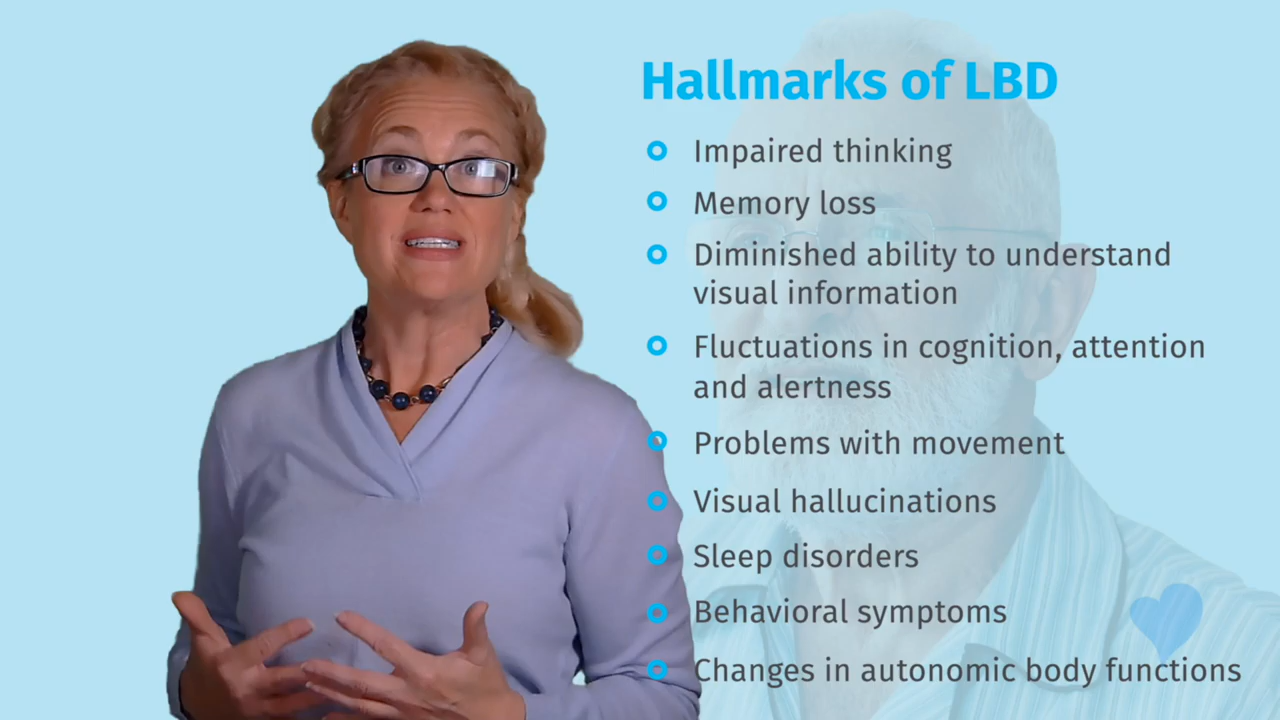 Hallmarks of LBD
Impaired thinking
Memory loss
Diminished ability to understand
visual information
Fluctuations in cognition, attention
and alertness
Problems with movement
Visual hallucinations
Sleep disorders
Behavioral symptoms
Changes in autonomic body functions